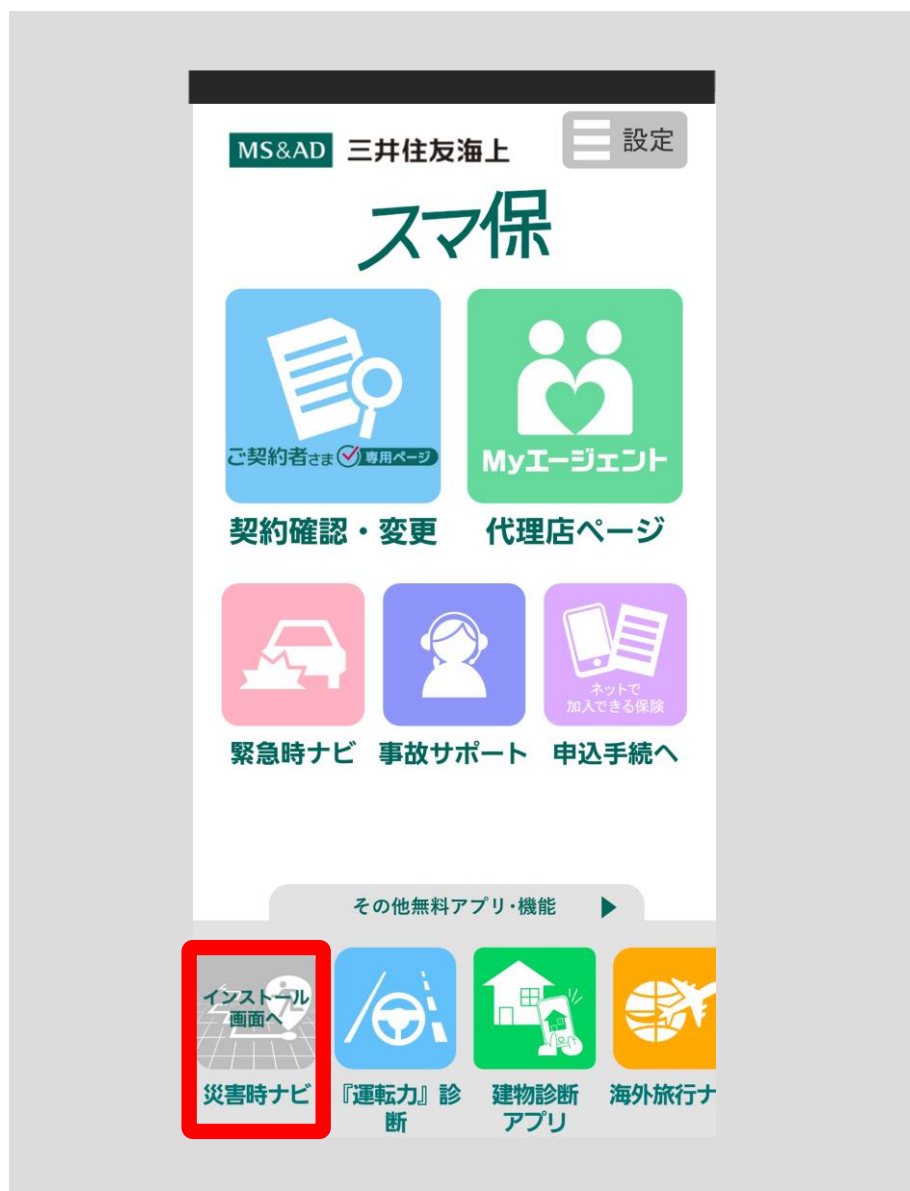 MS&AD 三井住友海上
設定
スマ保
ご契約者さま 専用ページ
Myエージェント
契約確認・変更
代理店ページ
ネットで
加入できる保険
緊急時ナビ
事故サポート
申込手続へ
その他無料アプリ・機能
インストール
画面へ
災害時ナビ
『運転力』診
断
建物診断
アプリ
海外旅行ナ